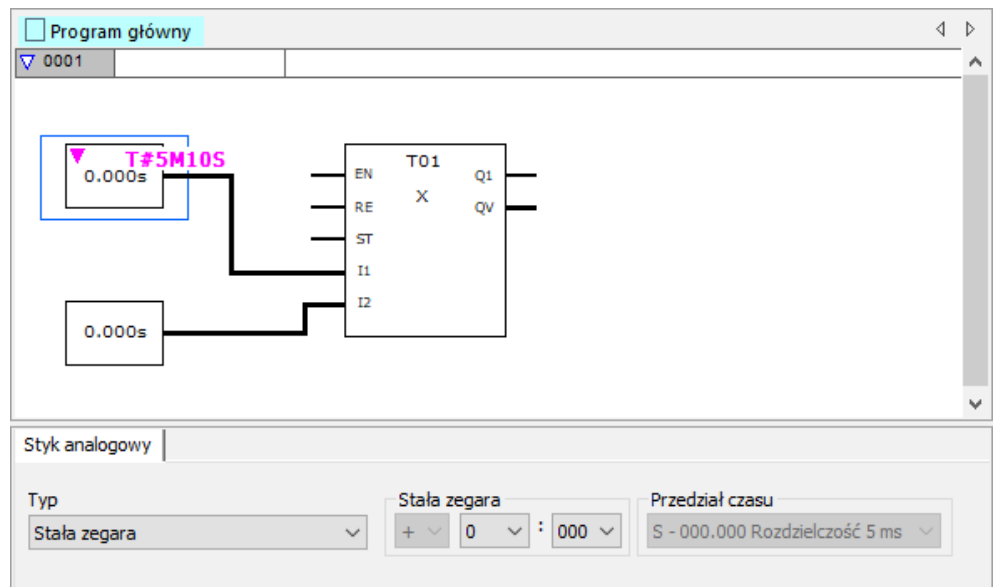 Program główny
0001
T#5M10S
0.000s
T01
X
EN
Q1
RE
QV
ST
I1
I2
0.000s
Styk analogowy
Typ
Stała zegara
Przedział czasu
Stała zegara
+ 0 : 000
S - 000.000 Rozdzielczość 5 ms